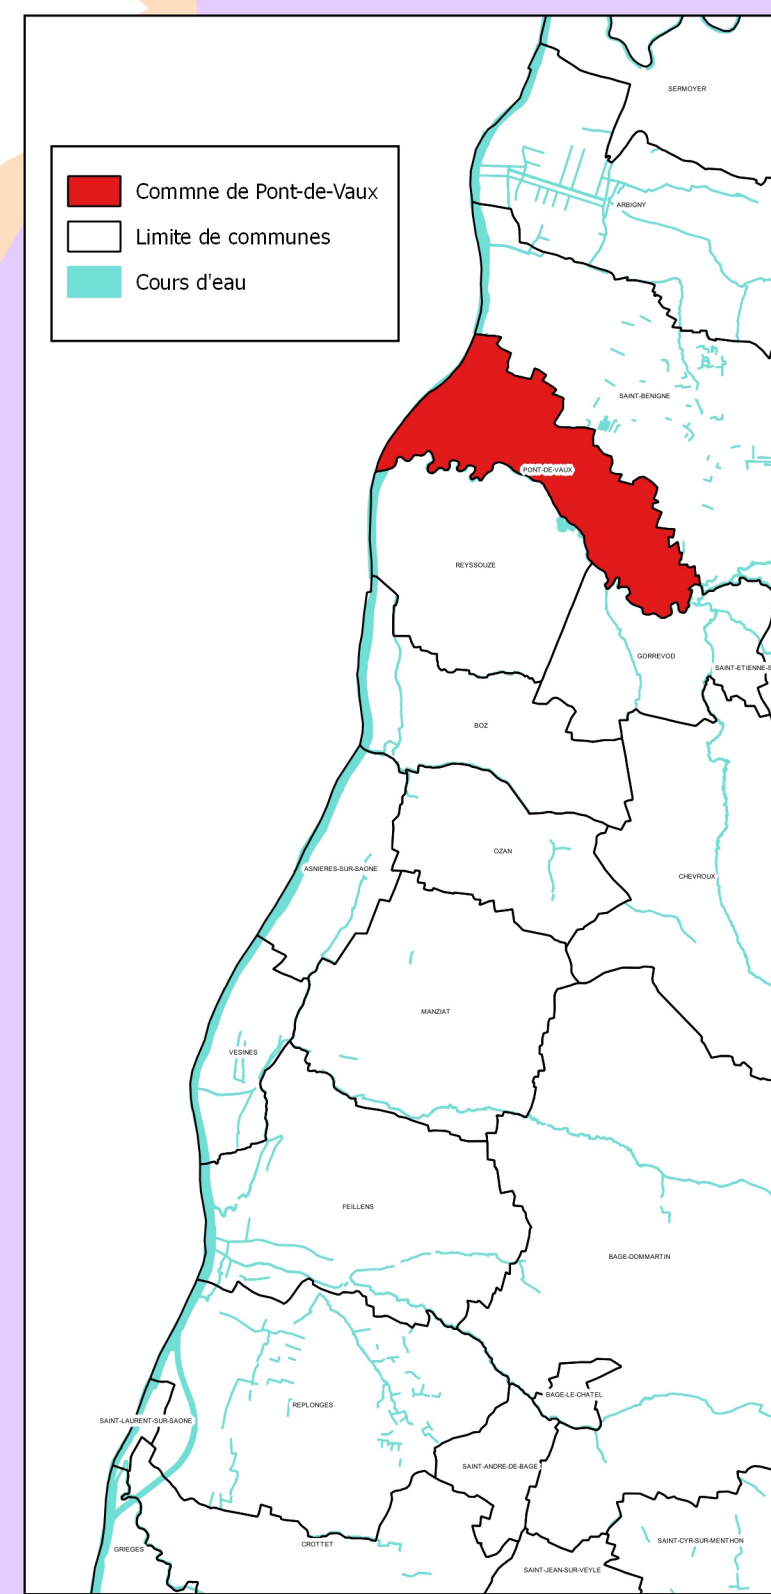 SERMOYER
Commne de Pont-de-Vaux
ARBIGNY
Limite de communes
Cours d'eau
SAINT-BENIGNE
PONT-DE-VAUX
REYSSOUZE
GORREVOD
SAINT-ETIENNE-S
BOZ
OZAN
ASNIERES-SUR-SAONE
CHEVROUX
MANZIAT
VESINES
FEILLENS
BAGE-DOMMARTIN
BAGE-LE-CHATEL
REPLONGES
SAINT-LAURENT-SUR-SAONE
SAINT-ANDRE-DE-BAGE
SAINT-CYR-SUR-MENTHON
CROTTET
GRIEGES
SAINT-JEAN-SUR-VEYLE